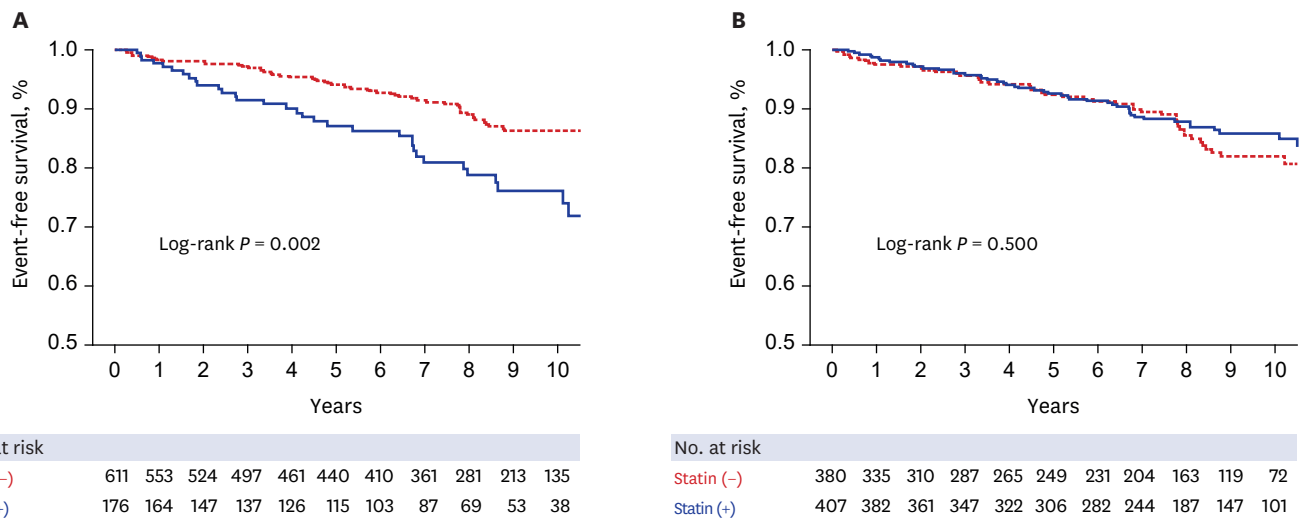 A
Event-free survival, %
1.0
0.9
0.8
0.7
0.6
0.5
Log-rank P = 0.002
0 1 2 3 4 5 6 7 8 9 10
Years
at risk
–) 611 553 524 497 461 440 410 361 281 213 135
) 176 164 147 137 126 115 103 87 69 53 38
B
Event-free survival, %
1.0
0.9
0.8
0.7
0.6
0.5
Log-rank P = 0.500
0 1 2 3 4 5 6 7 8 9 10
Years
No. at risk
Statin (–) 380 335 310 287 265 249 231 204 163 119 72
Statin (+) 407 382 361 347 322 306 282 244 187 147 101